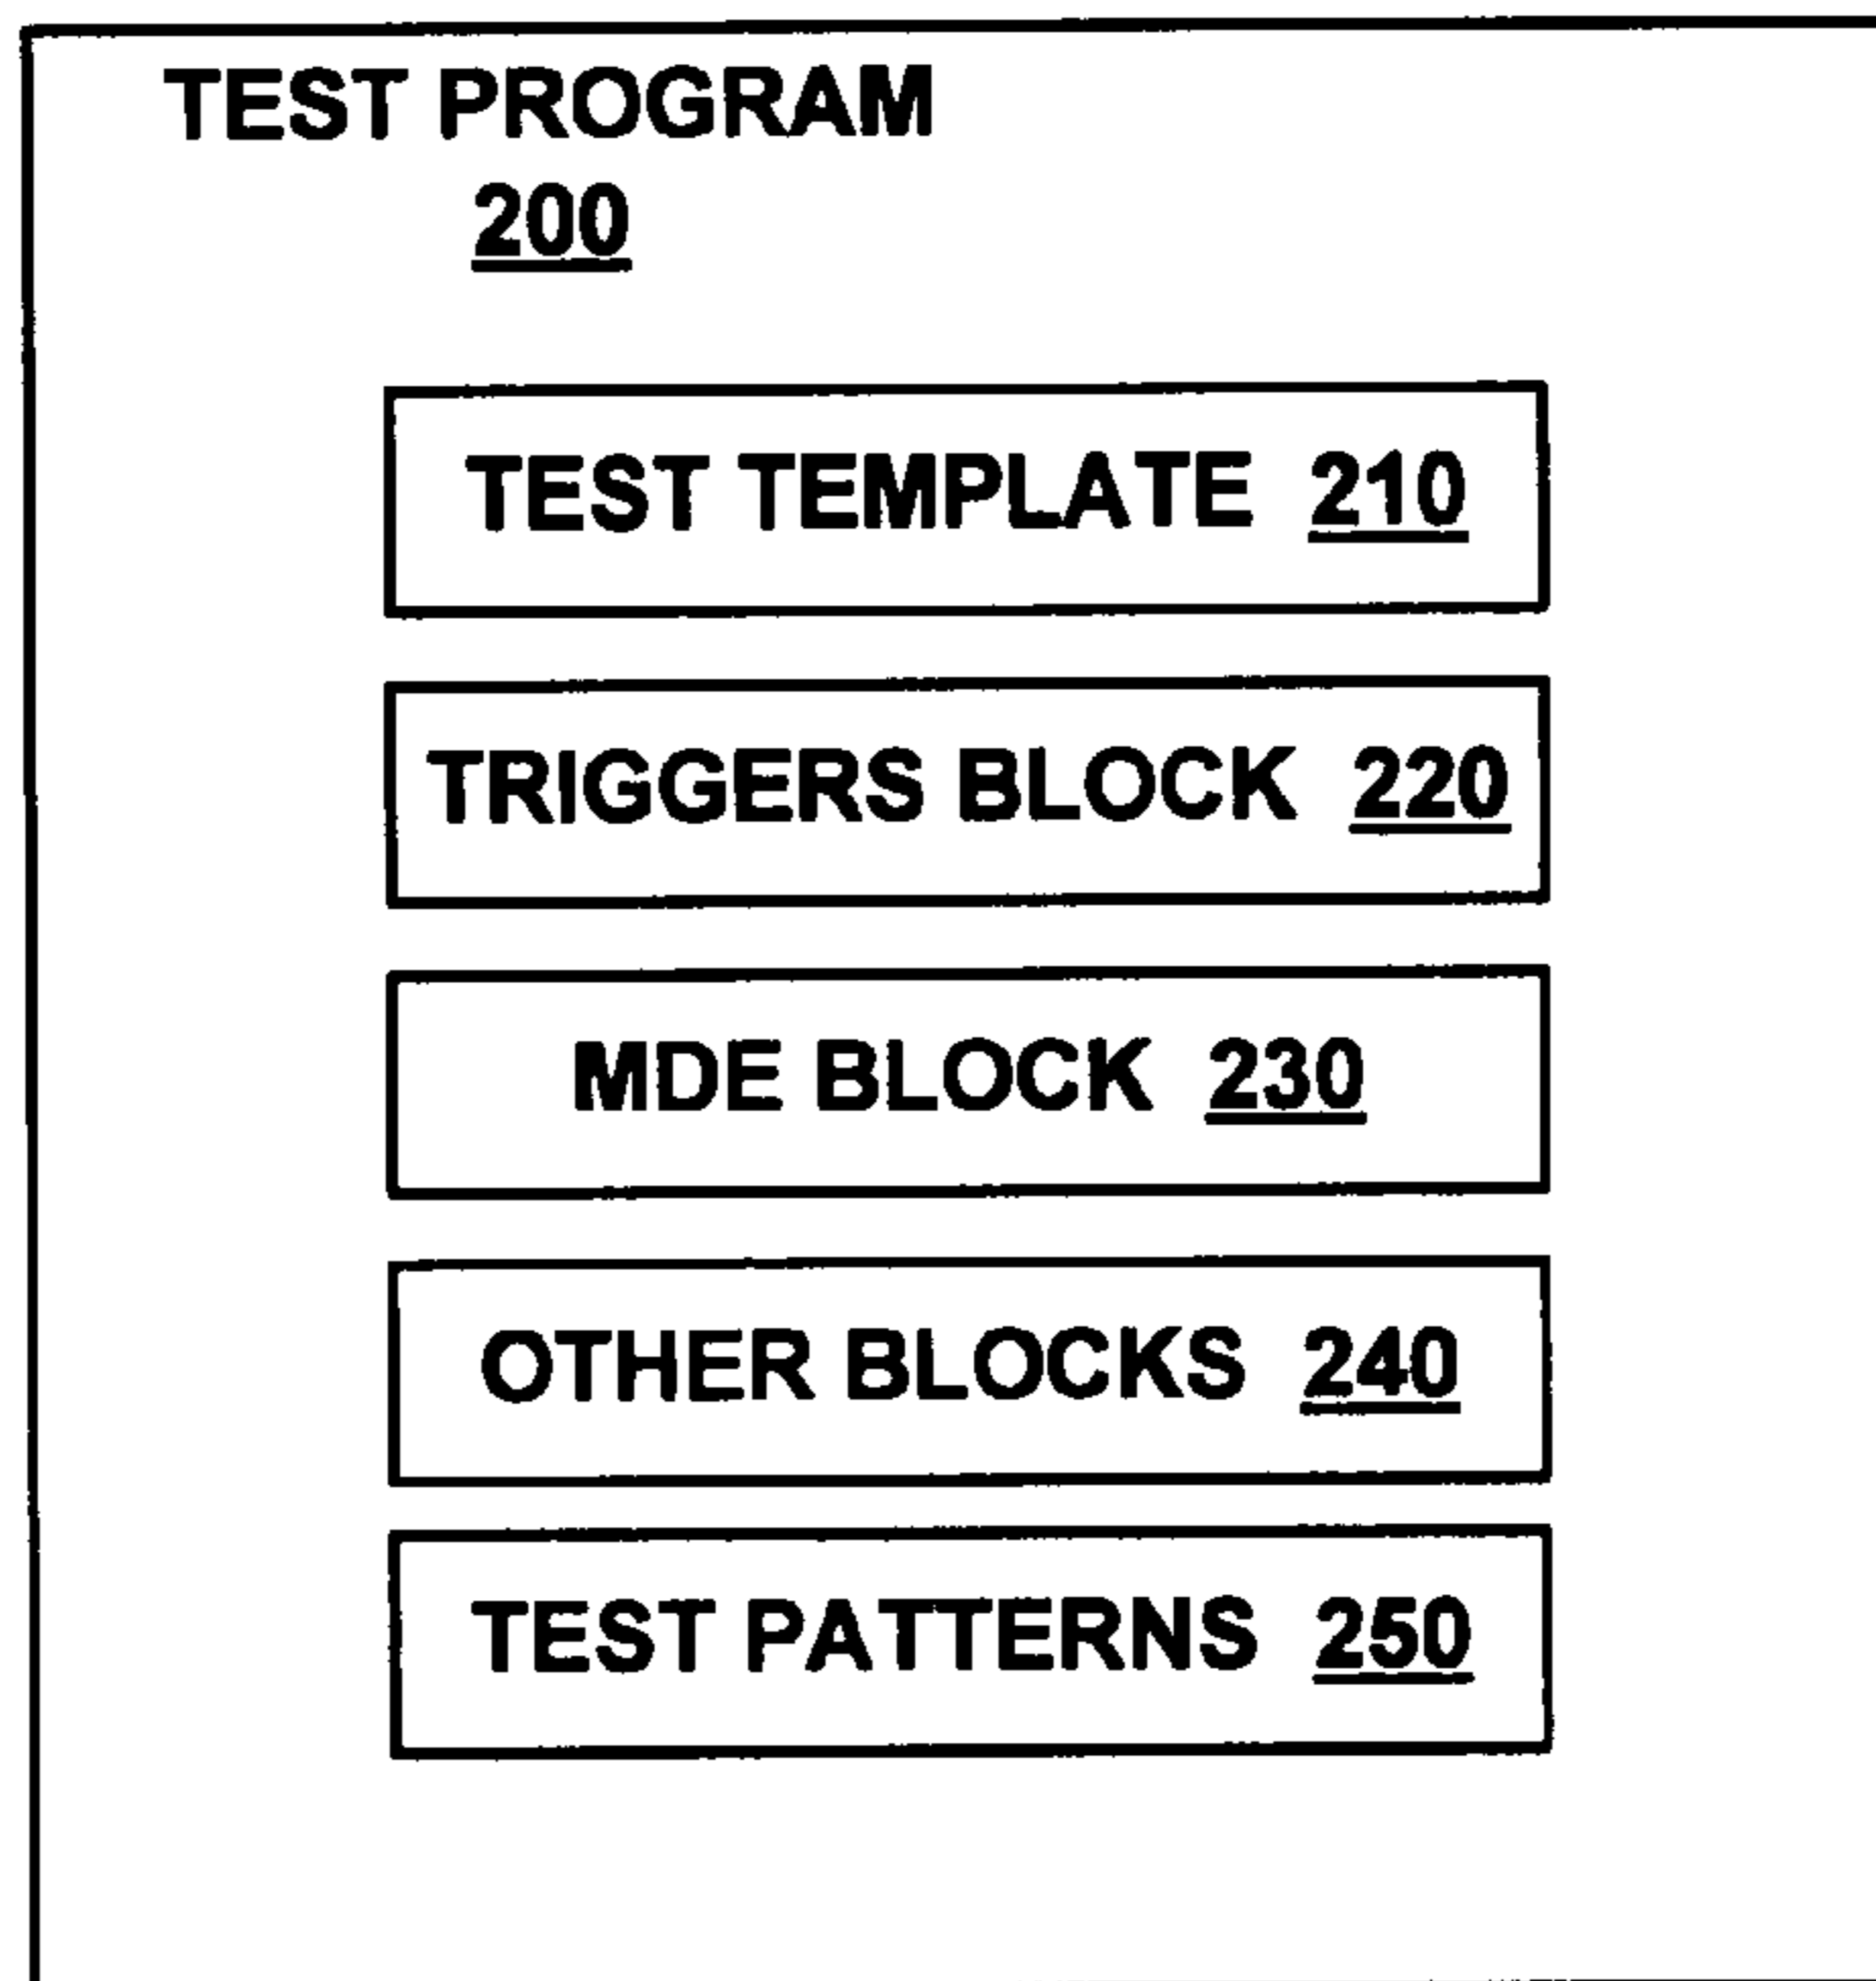 TEST PROGRAM
200
TEST TEMPLATE 210
TRIGGERS BLOCK 220
MDE BLOCK 230
OTHER BLOCKS 240
TEST PATTERNS 250